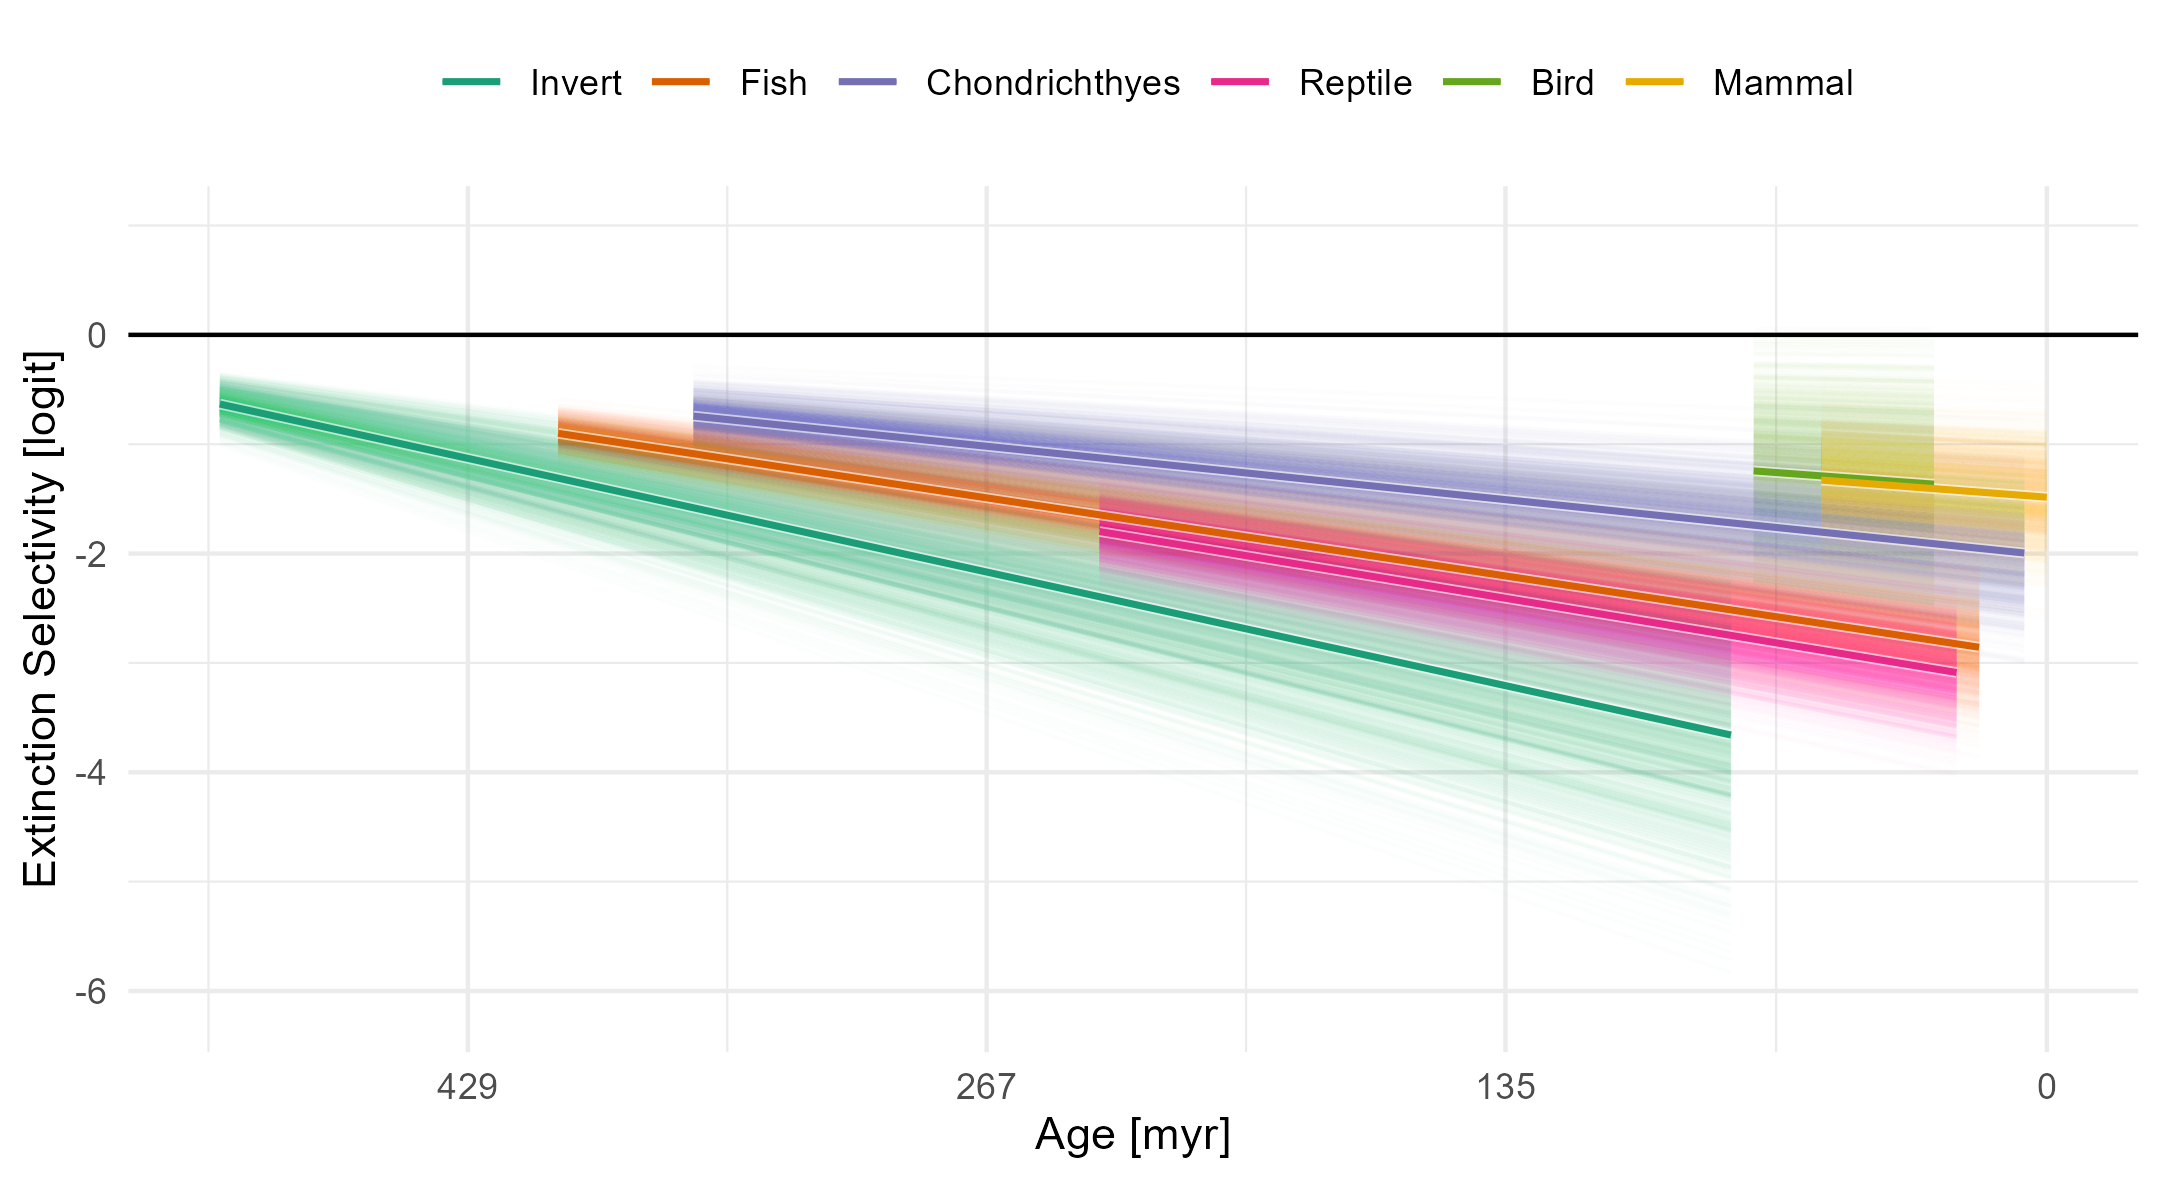 Invert Fish Chondrichthyes Reptile Bird Mammal
Extinction Selectivity [logit]
0
-2
-4
-6
429 267 135 0
Age [myr]